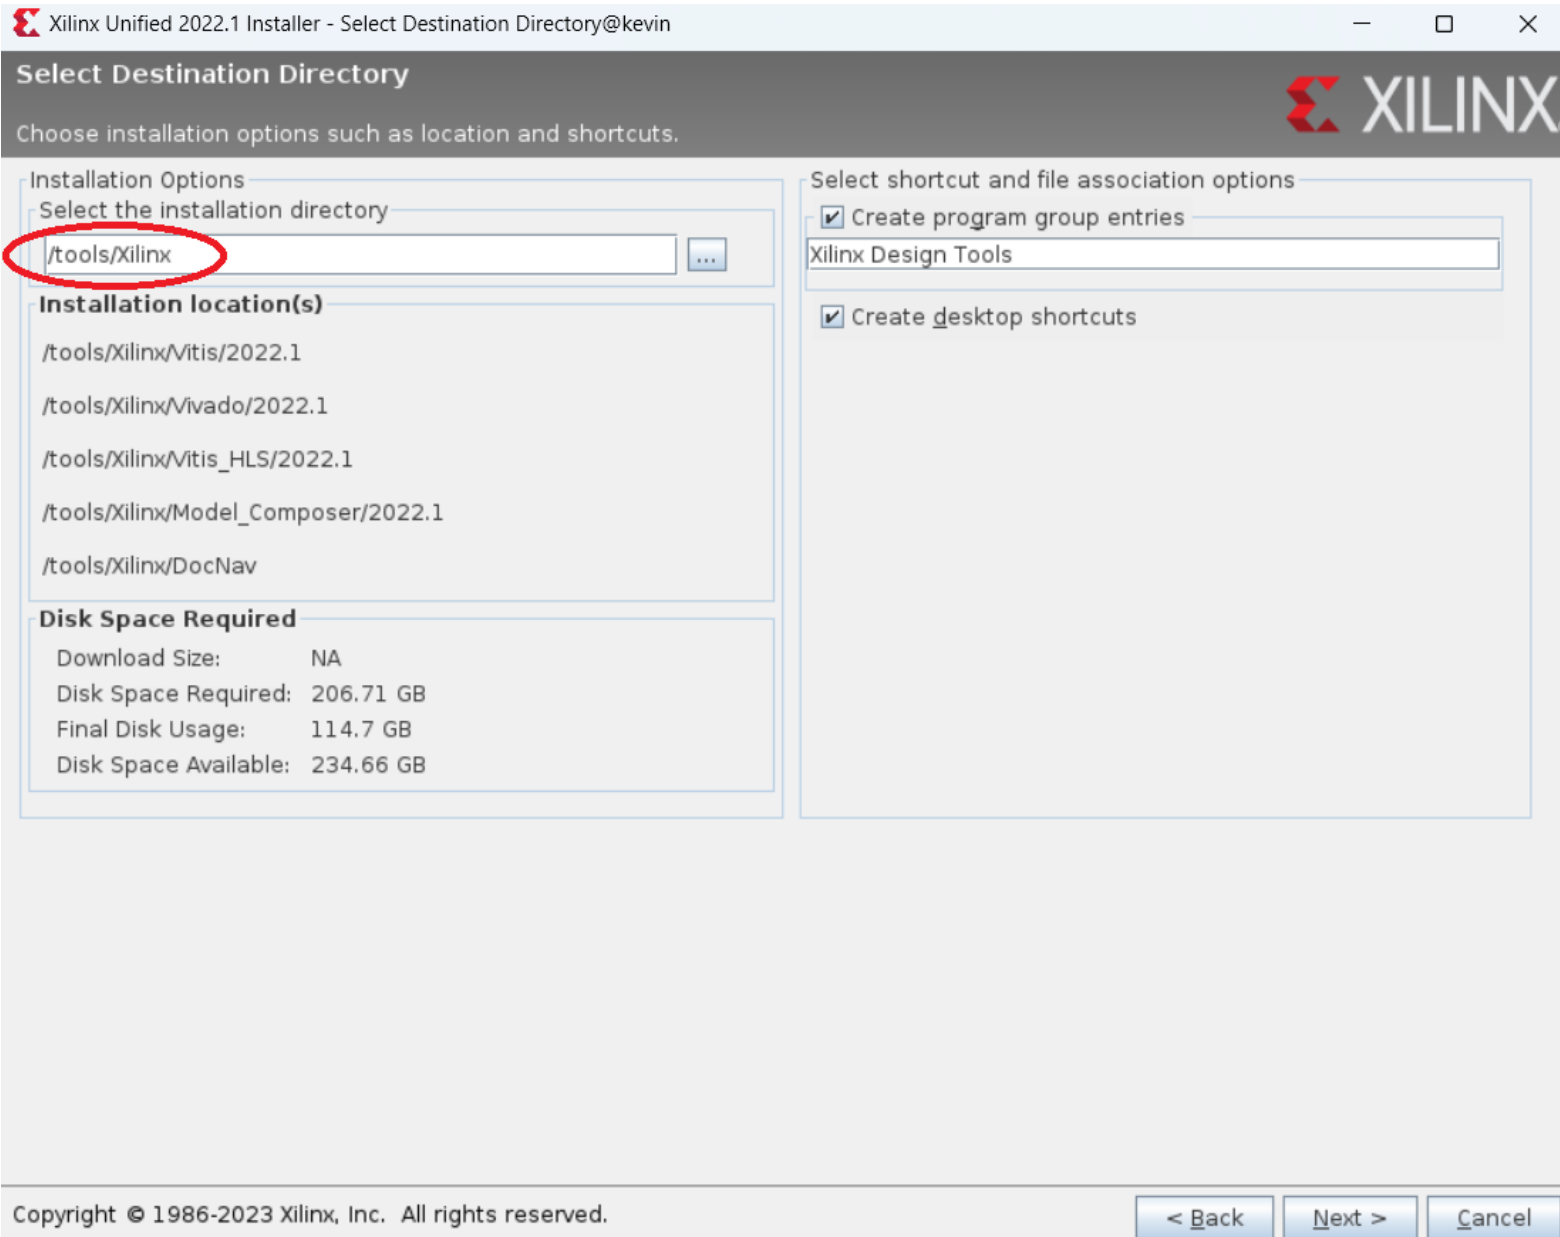 Xilinx Unified 2022.1 Installer - Select Destination Directory@kevin
Select Destination Directory
Choose installation options such as location and shortcuts.
XILINX
Installation Options
Select the installation directory
/tools/Xilinx
...
Installation location(s)
/tools/Xilinx/Vitis/2022.1
/tools/Xilinx/Vivado/2022.1
/tools/Xilinx/Vitis_HLS/2022.1
/tools/Xilinx/Model_Composer/2022.1
/tools/Xilinx/DocNav
Disk Space Required
Download Size: NA
Disk Space Required: 206.71 GB
Final Disk Usage: 114.7 GB
Disk Space Available: 234.66 GB
Select shortcut and file association options
Create program group entries
Xilinx Design Tools
Create desktop shortcuts
Copyright © 1986-2023 Xilinx, Inc. All rights reserved.
< Back
Next >
Cancel